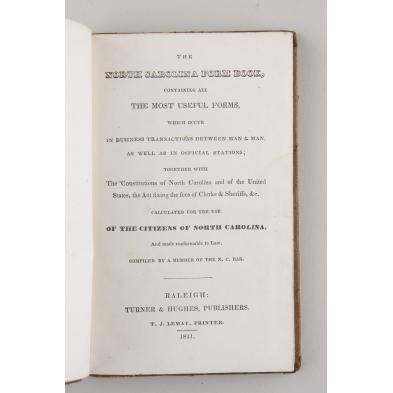 THE
NORTH CAROLINA FORM BOOK,
CONTAINING ALL
THE MOST USEFUL FORMS,
WHICH OCCUR
IN BUSINESS TRANSACTIONS BETWEEN MAN & MAN,
AS WELL AS IN OFFICIAL STATIONS;
TOGETHER WITH
The Constitutions of North Carolina and of the United
States, the Act fixing the fees of Clerks & Sheriffs, &c.
CALCULATED FOR THE USE
OF THE CITIZENS OF NORTH CAROLINA,
And made conformable to Law,
COMPILED BY A MEMBER OF THE N. C. BAR.
RALEIGH:
TURNER & HUGHES, PUBLISHERS.
T. J. LEMAY, PRINTER.
1841.